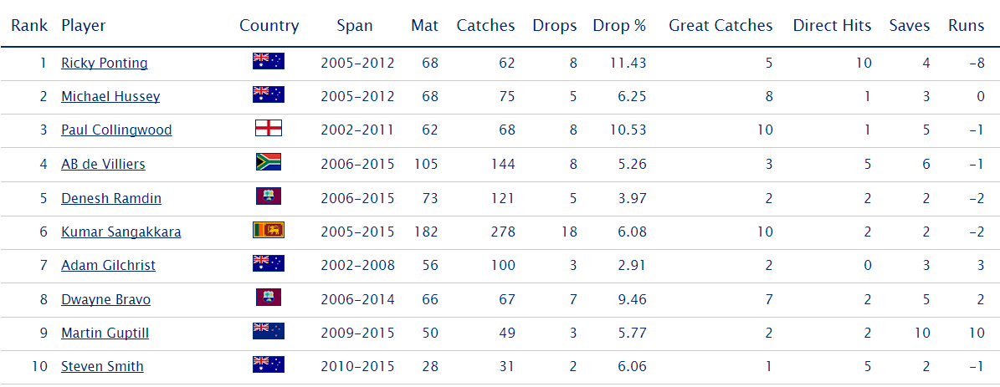 Rank Player Country Span Mat Catches Drops Drop % Great Catches Direct Hits Saves Runs
1 Ricky Ponting 2005-2012 68 62 8 11.43 5 10 4 -8
2 Michael Hussey 2005-2012 68 75 5 6.25 8 1 3 0
3 Paul Collingwood 2002-2011 62 68 8 10.53 10 1 5 -1
4 AB de Villiers 2006-2015 105 144 8 5.26 3 5 6 -1
5 Denesh Ramdin 2006-2015 73 121 5 3.97 2 2 2 -2
6 Kumar Sangakkara 2005-2015 182 278 18 6.08 10 2 2 -2
7 Adam Gilchrist 2002-2008 56 100 3 2.91 2 0 3 3
8 Dwayne Bravo 2006-2014 66 67 7 9.46 7 2 5 2
9 Martin Guptill 2009-2015 50 49 3 5.77 2 2 10 10
10 Steven Smith 2010-2015 28 31 2 6.06 1 5 2 -1